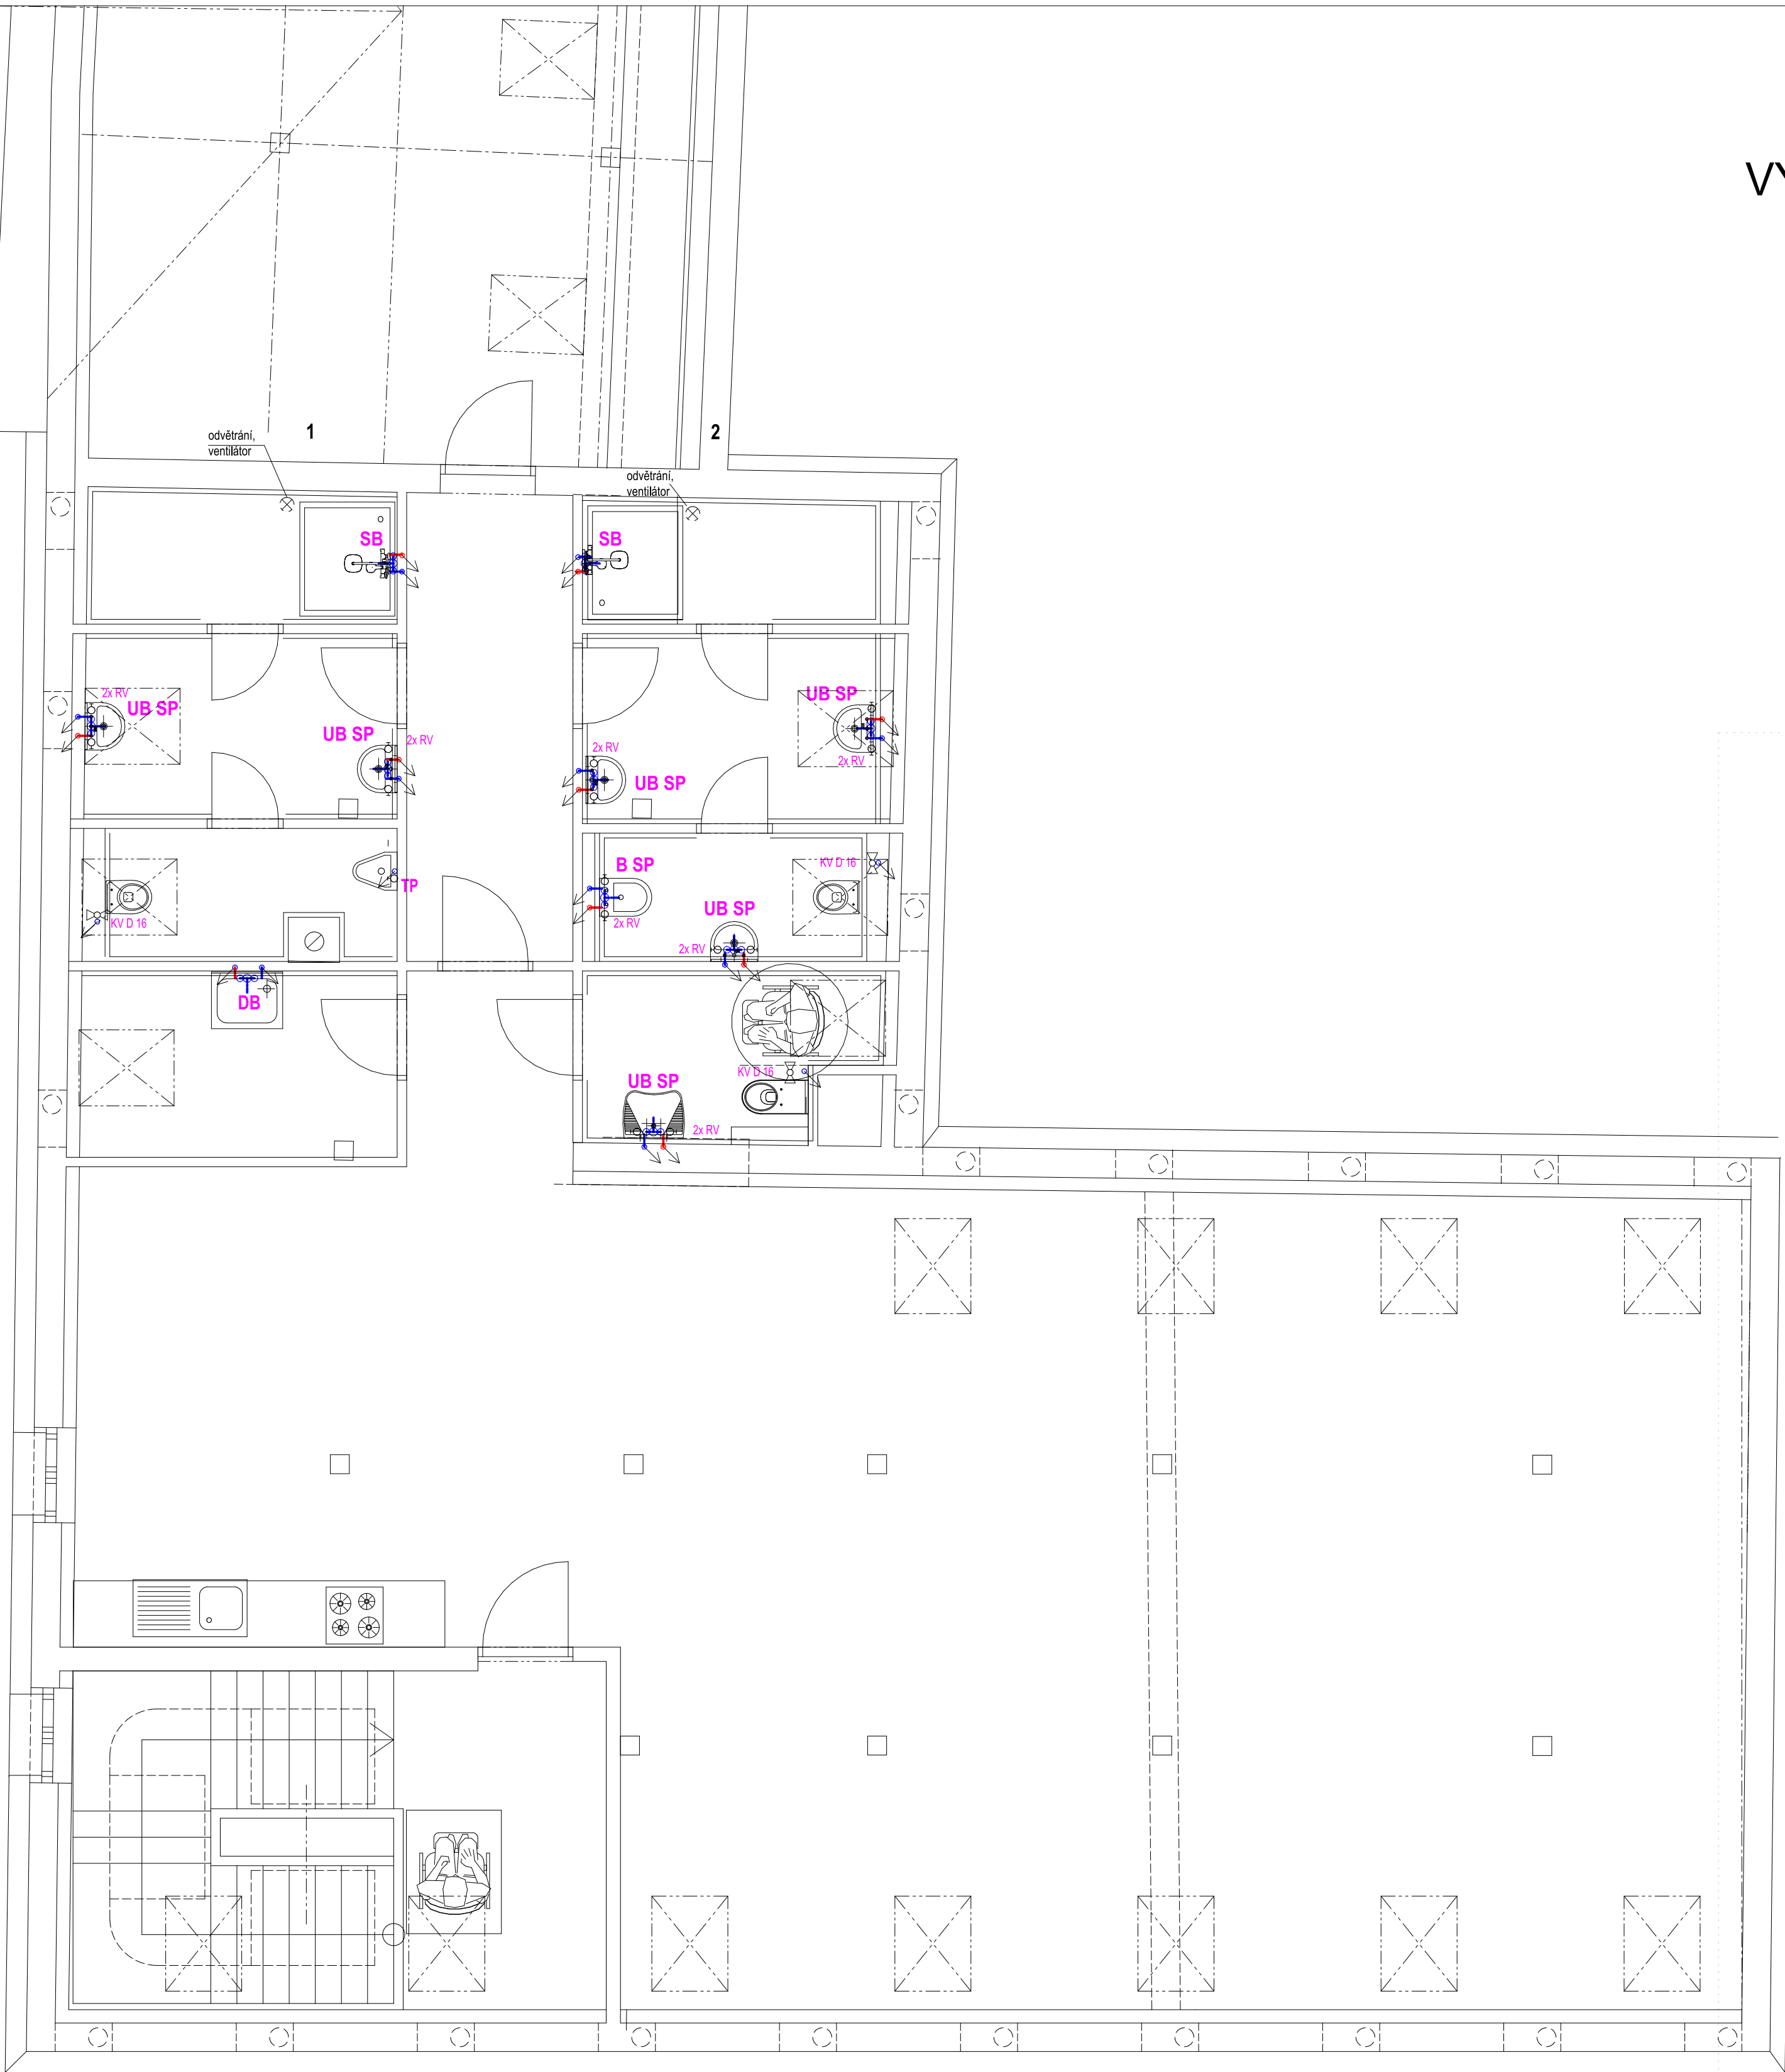 VY
1
2
odvětrání,
ventilátor
odvětrání,
ventilátor
SB
SB
2x RV
UB SP
UB SP
2x RV
UB SP
2x RV
2x RV
UB SP
B SP
2x RV
KV D 16
TP
KV D 16
UB SP
2x RV
DB
KV D 16
UB SP
2x RV